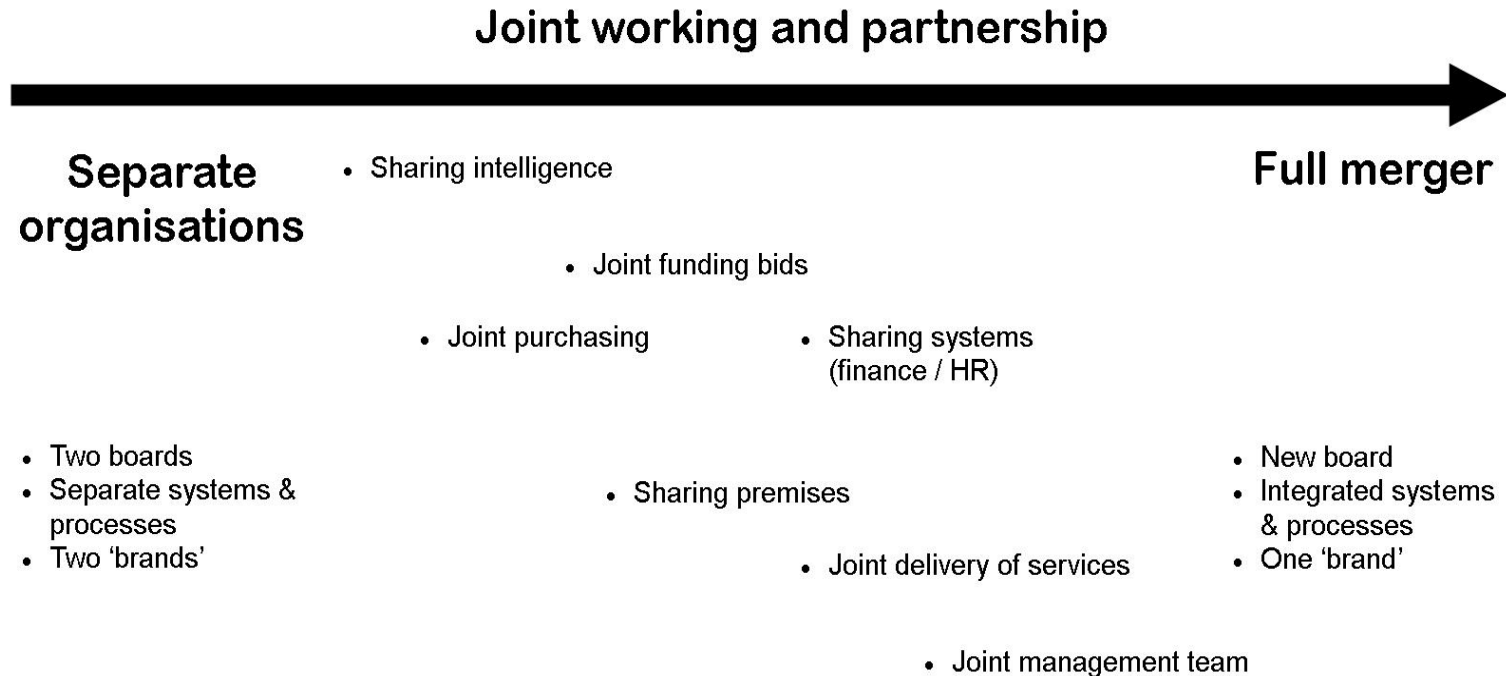 Joint working and partnership
Separate
organisations
• Sharing intelligence
Full merger
• Joint funding bids
• Joint purchasing
• Sharing systems
(finance / HR)
• Two boards
• Separate systems &
processes
• Two ‘brands’
• Sharing premises
• New board
• Integrated systems
& processes
• One ‘brand’
• Joint delivery of services
• Joint management team